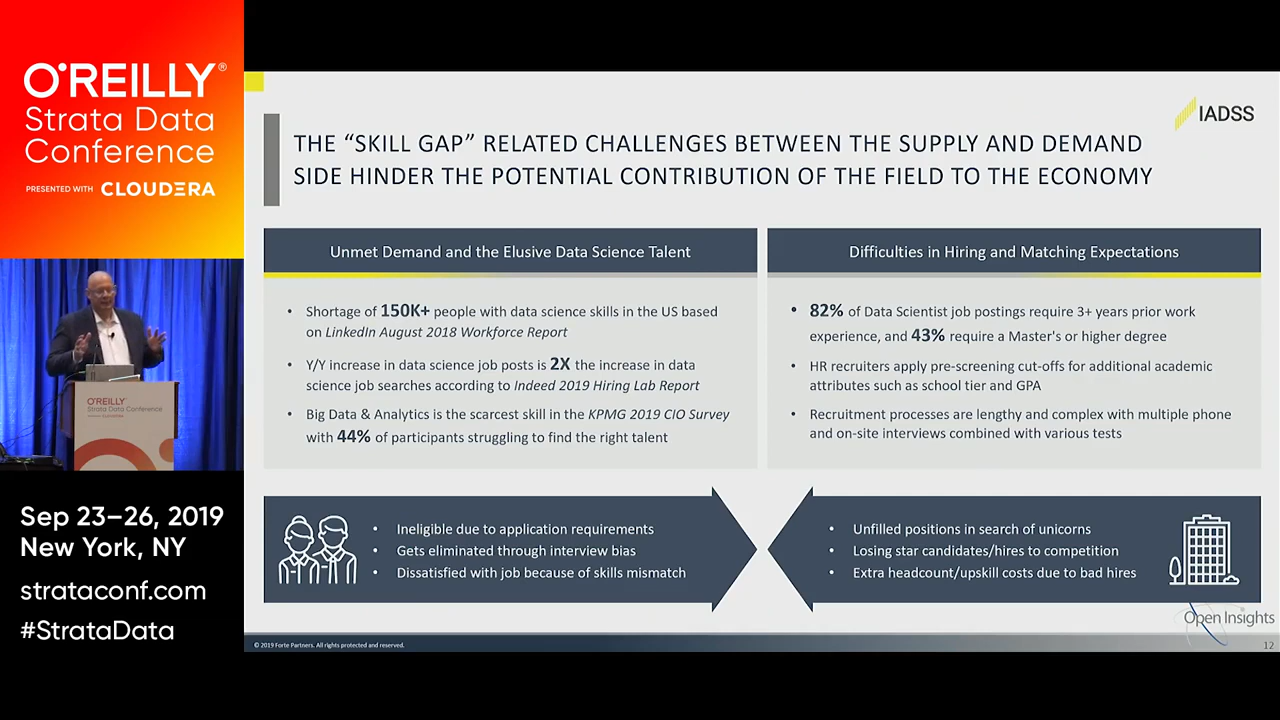 O'REILLY®
Strata Data
Conference
PRESENTED WITH CLOUDERA
O'REILLY
Strata Data Conference
Sep 23–26, 2019
New York, NY
strataconf.com
#StrataData
IADSS
THE “SKILL GAP” RELATED CHALLENGES BETWEEN THE SUPPLY AND DEMAND
SIDE HINDER THE POTENTIAL CONTRIBUTION OF THE FIELD TO THE ECONOMY
Unmet Demand and the Elusive Data Science Talent
• Shortage of 150K+ people with data science skills in the US based
on LinkedIn August 2018 Workforce Report
• Y/Y increase in data science job posts is 2X the increase in data
science job searches according to Indeed 2019 Hiring Lab Report
• Big Data & Analytics is the scarcest skill in the KPMG 2019 CIO Survey
with 44% of participants struggling to find the right talent
Difficulties in Hiring and Matching Expectations
• 82% of Data Scientist job postings require 3+ years prior work
experience, and 43% require a Master's or higher degree
• HR recruiters apply pre-screening cut-offs for additional academic
attributes such as school tier and GPA
• Recruitment processes are lengthy and complex with multiple phone
and on-site interviews combined with various tests
• Ineligible due to application requirements
• Gets eliminated through interview bias
• Dissatisfied with job because of skills mismatch
• Unfilled positions in search of unicorns
• Losing star candidates/hires to competition
• Extra headcount/upskill costs due to bad hires
Open Insights
© 2019 Forte Partners. All rights protected and reserved.
12